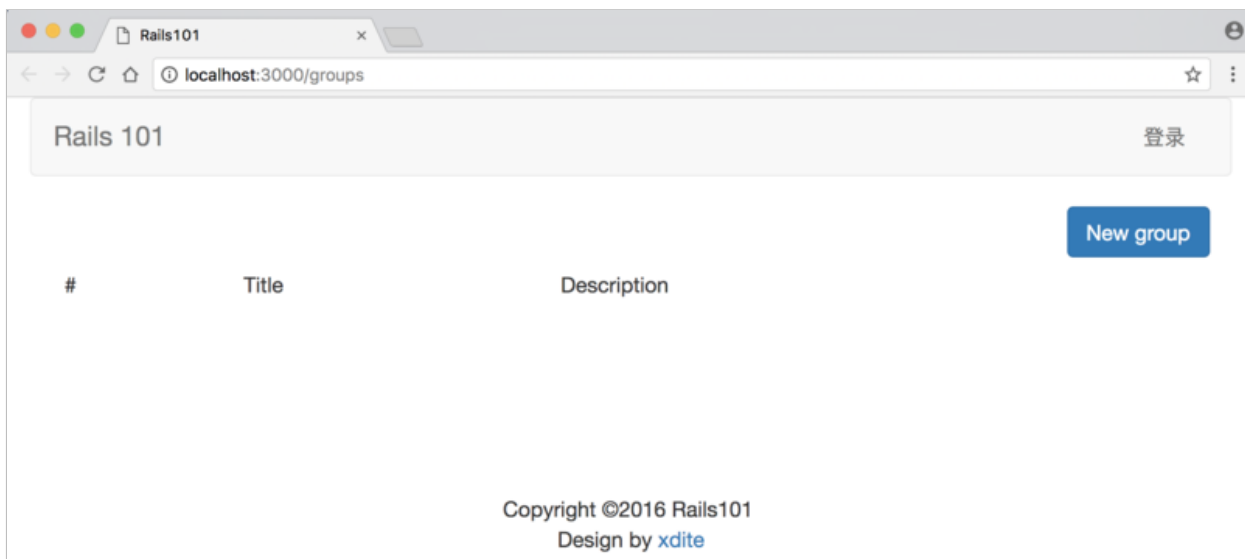 Rails101
localhost:3000/groups
Rails 101 登录
New group
# Title Description
Copyright ©2016 Rails101
Design by xdite